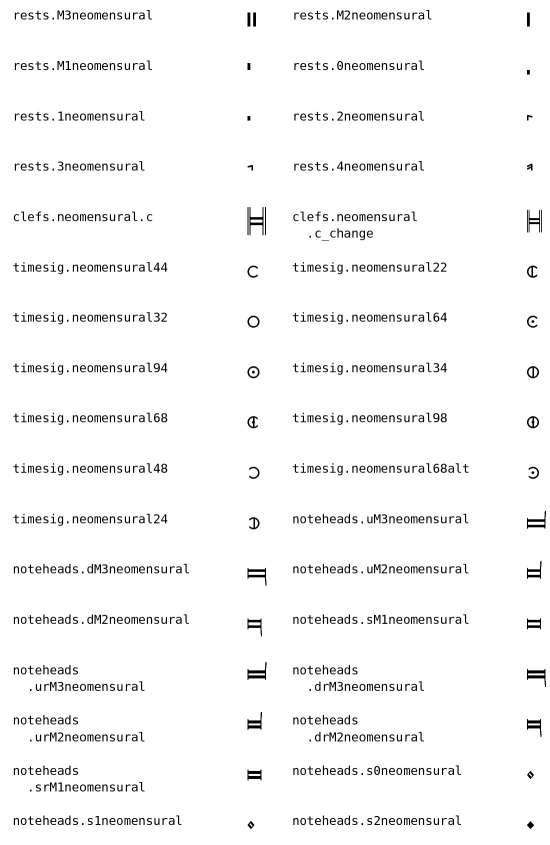 rests.M3neomensural rests.M2neomensural
rests.M1neomensural rests.0neomensural
rests.1neomensural rests.2neomensural
rests.3neomensural rests.4neomensural
clefs.neomensural.c clefs.neomensural
.c_change
timesig.neomensural44 timesig.neomensural22
timesig.neomensural32 timesig.neomensural64
timesig.neomensural94 timesig.neomensural34
timesig.neomensural68 timesig.neomensural98
timesig.neomensural48 timesig.neomensural68alt
timesig.neomensural24 noteheads.uM3neomensural
noteheads.dM3neomensural noteheads.uM2neomensural
noteheads.dM2neomensural noteheads.sM1neomensural
noteheads noteheads
.urM3neomensural .drM3neomensural
noteheads noteheads
.urM2neomensural .drM2neomensural
noteheads noteheads.s0neomensural
.srM1neomensural
noteheads.s1neomensural noteheads.s2neomensural